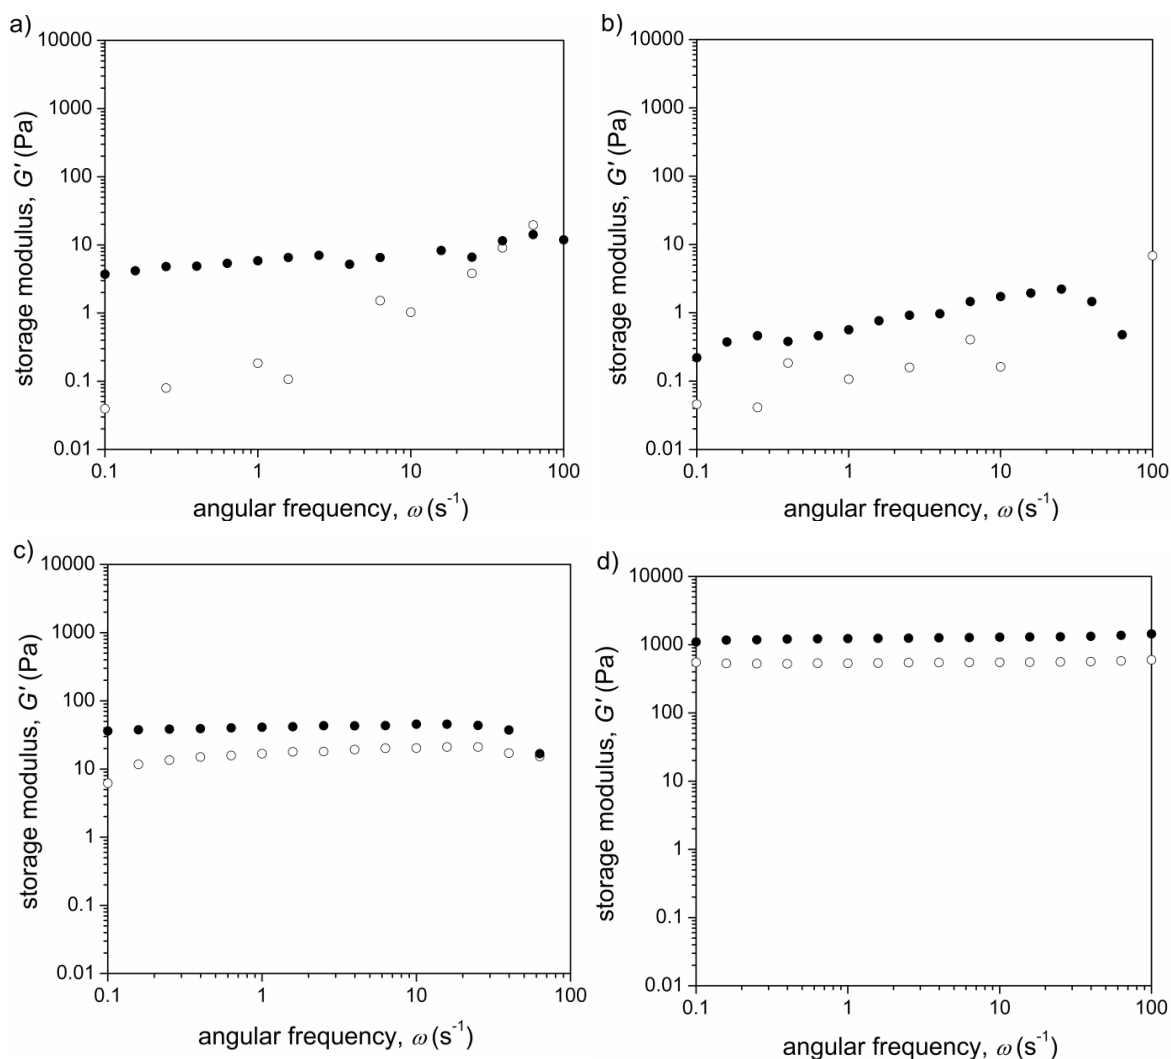 a)
10000
1000
100
10
1
0.1
0.01
storage modulus, G' (Pa)
0.1 1 10 100
angular frequency, ω (s⁻¹)
b)
10000
1000
100
10
1
0.1
0.01
storage modulus, G' (Pa)
0.1 1 10 100
angular frequency, ω (s⁻¹)
c)
10000
1000
100
10
1
0.1
0.01
storage modulus, G' (Pa)
0.1 1 10 100
angular frequency, ω (s⁻¹)
d)
10000
1000
100
10
1
0.1
0.01
storage modulus, G' (Pa)
0.1 1 10 100
angular frequency, ω (s⁻¹)